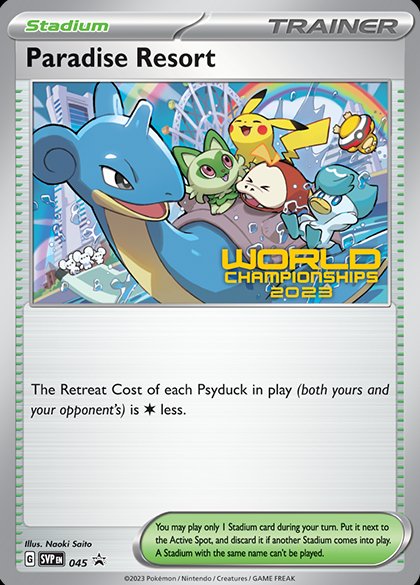 Stadium
TRAINER
Paradise Resort
WORLD
CHAMPIONSHIPS
2023
The Retreat Cost of each Psyduck in play (both yours and
your opponent's) is less.
You may play only 1 Stadium card during your turn. Put it next to
the Active Spot, and discard it if another Stadium comes into play.
A Stadium with the same name can't be played.
Illus. Naoki Saito
G SVP EN 045
©2023 Pokémon / Nintendo / Creatures / GAME FREAK